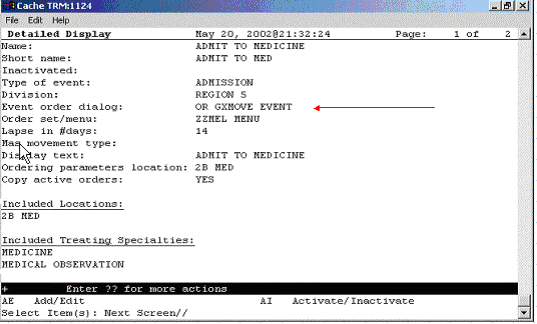 Cache TRM:1124
File Edit Help
Detailed Display May 20, 2002@21:32:24 Page: 1 of 2
Name: ADMIT TO MEDICINE
Short name: ADMIT TO MED
Inactivated:
Type of event: ADMISSION
Division: REGION 5
Event order dialog: OR GXMOVE EVENT
Order set/menu: ZZMEL MENU
Lapse in #days: 14
Mas movement type:
Display text: ADMIT TO MEDICINE
Ordering parameters location: 2B MED
Copy active orders: YES
Included Locations:
2B MED
Included Treating Specialties:
MEDICINE
MEDICAL OBSERVATION
+ Enter ?? for more actions
AE Add/Edit AI Activate/Inactivate
Select Item(s): Next Screen//